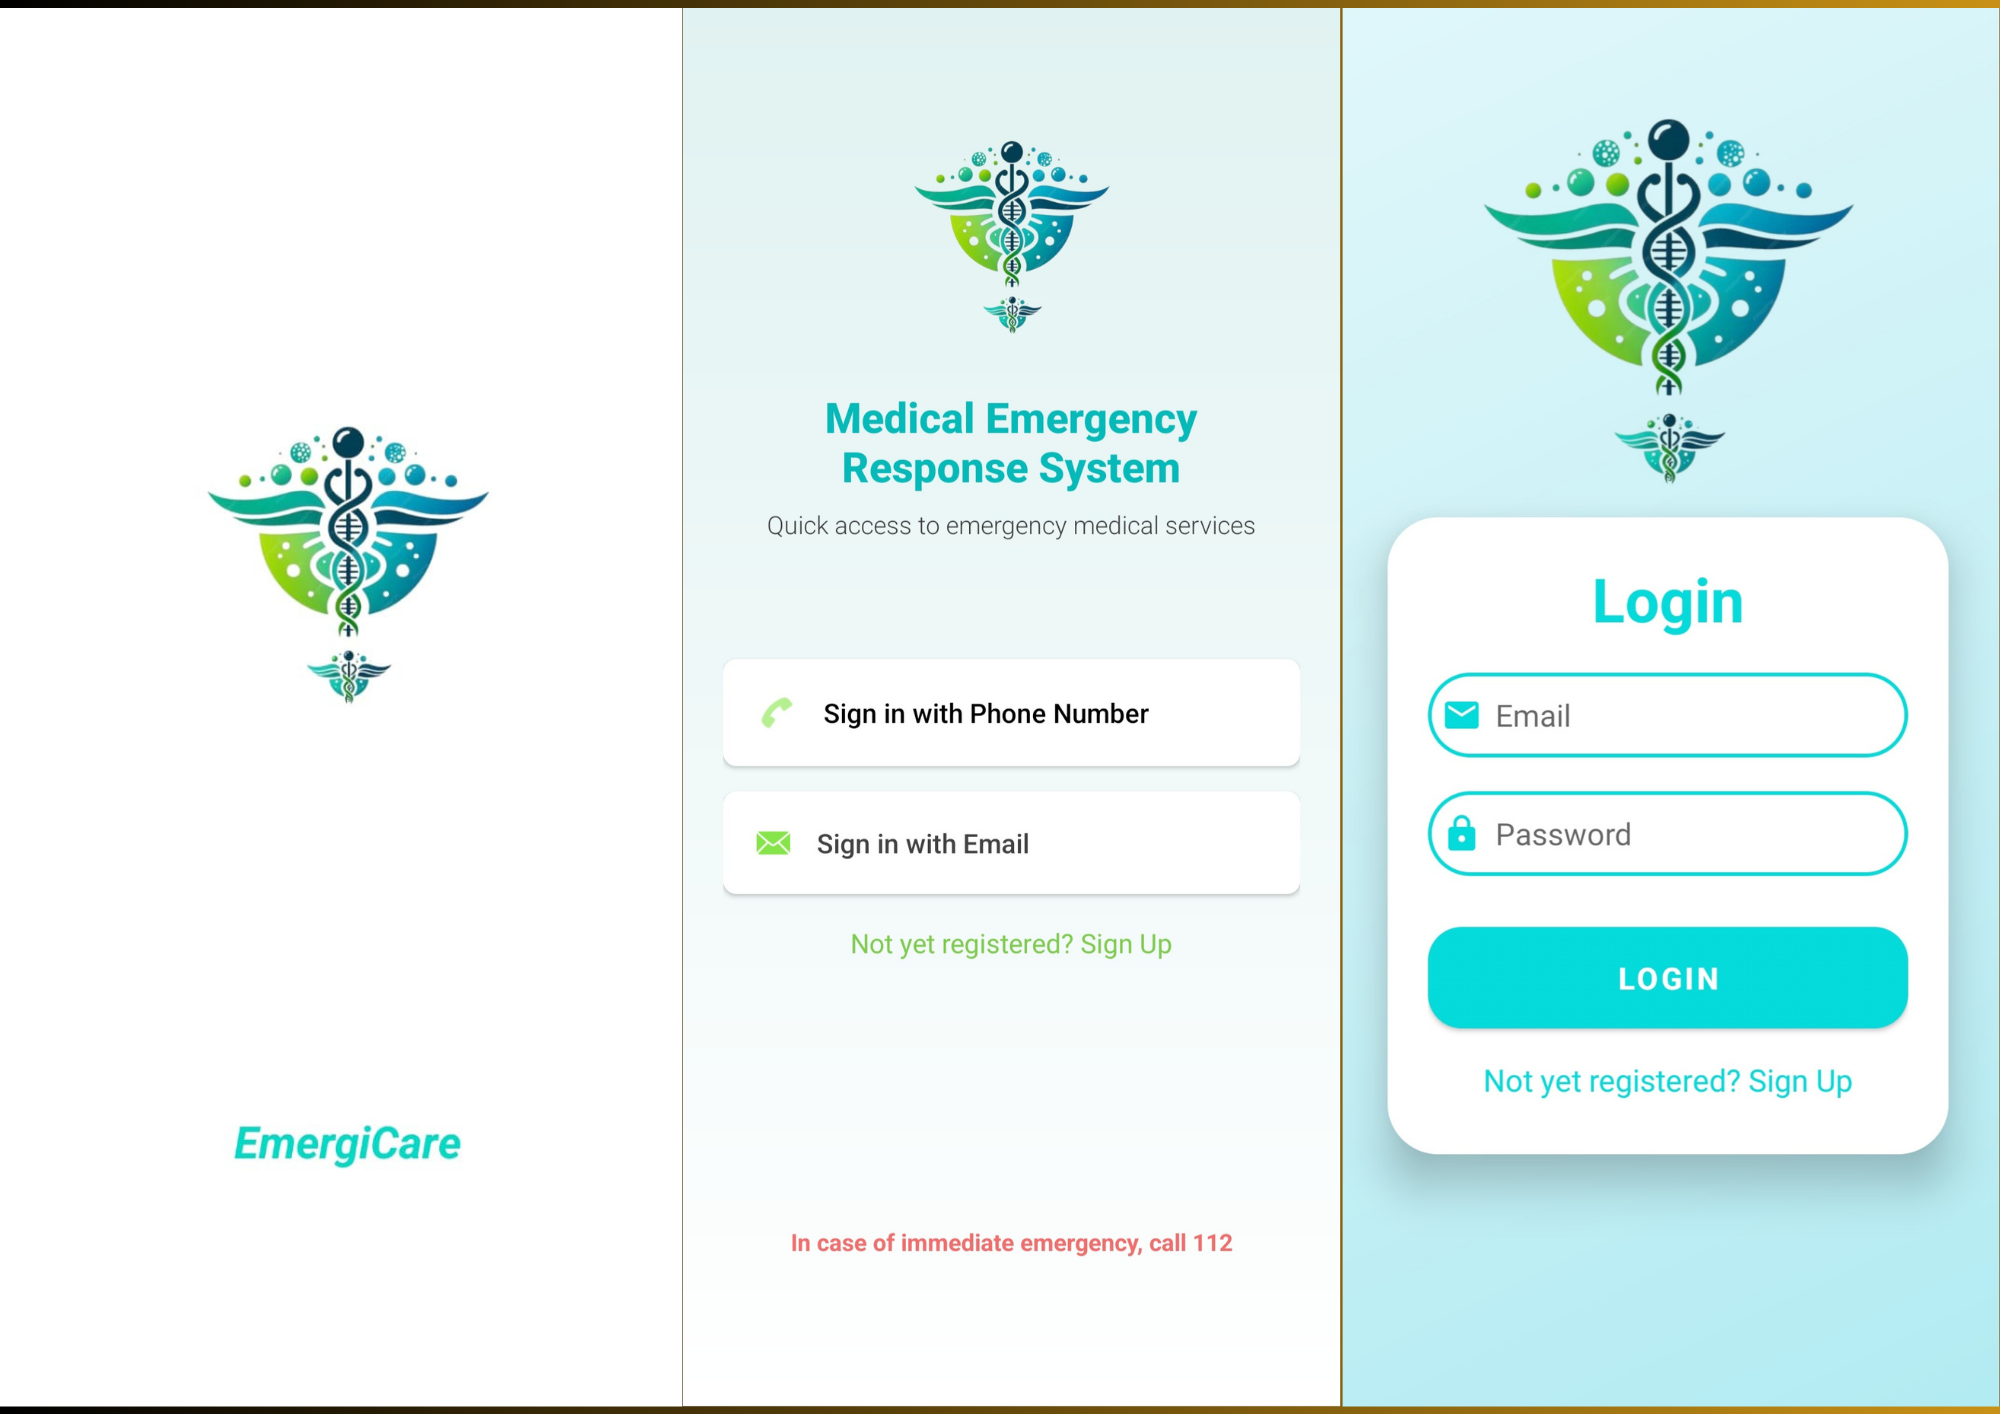 EmergiCare
Medical Emergency
Response System
Quick access to emergency medical services
Sign in with Phone Number
Sign in with Email
Not yet registered? Sign Up
In case of immediate emergency, call 112
Login
Email
Password
LOGIN
Not yet registered? Sign Up